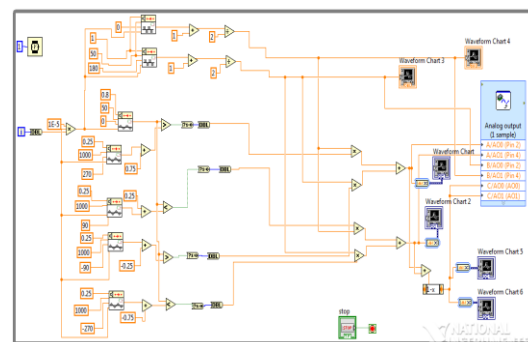 0
1
50
180
1
2
1
2
Waveform Chart 4
Waveform Chart 3
1
i
DBL
1E-5
0.8
50
0
0.75
0.25
1000
270
0.25
1000
90
0.25
1000
-90
-0.25
0.25
1000
-270
-0.75
DBL
DBL
DBL
DBL
Waveform Chart
Waveform Chart 2
Waveform Chart 5
Waveform Chart 6
1-x
Analog output
(1 sample)
A/AO0 (Pin 2)
A/AO1 (Pin 4)
B/AO0 (Pin 2)
B/AO1 (Pin 4)
C/AO0 (AO0)
C/AO1 (AO1)
stop
STOP
NATIONAL